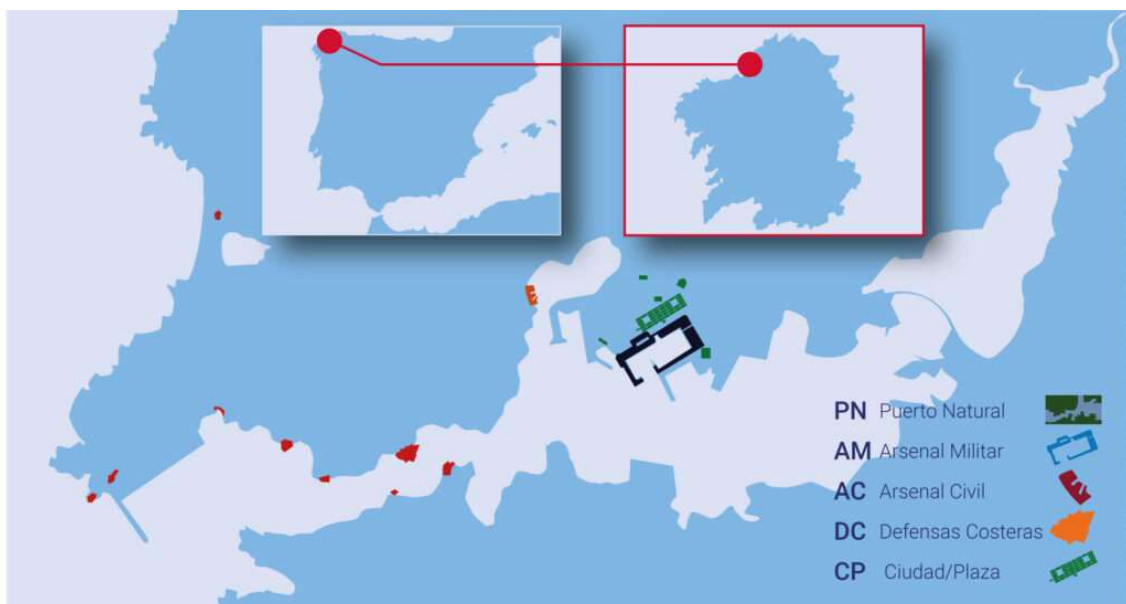 PN Puerto Natural
AM Arsenal Militar
AC Arsenal Civil
DC Defensas Costeras
CP Ciudad/Plaza